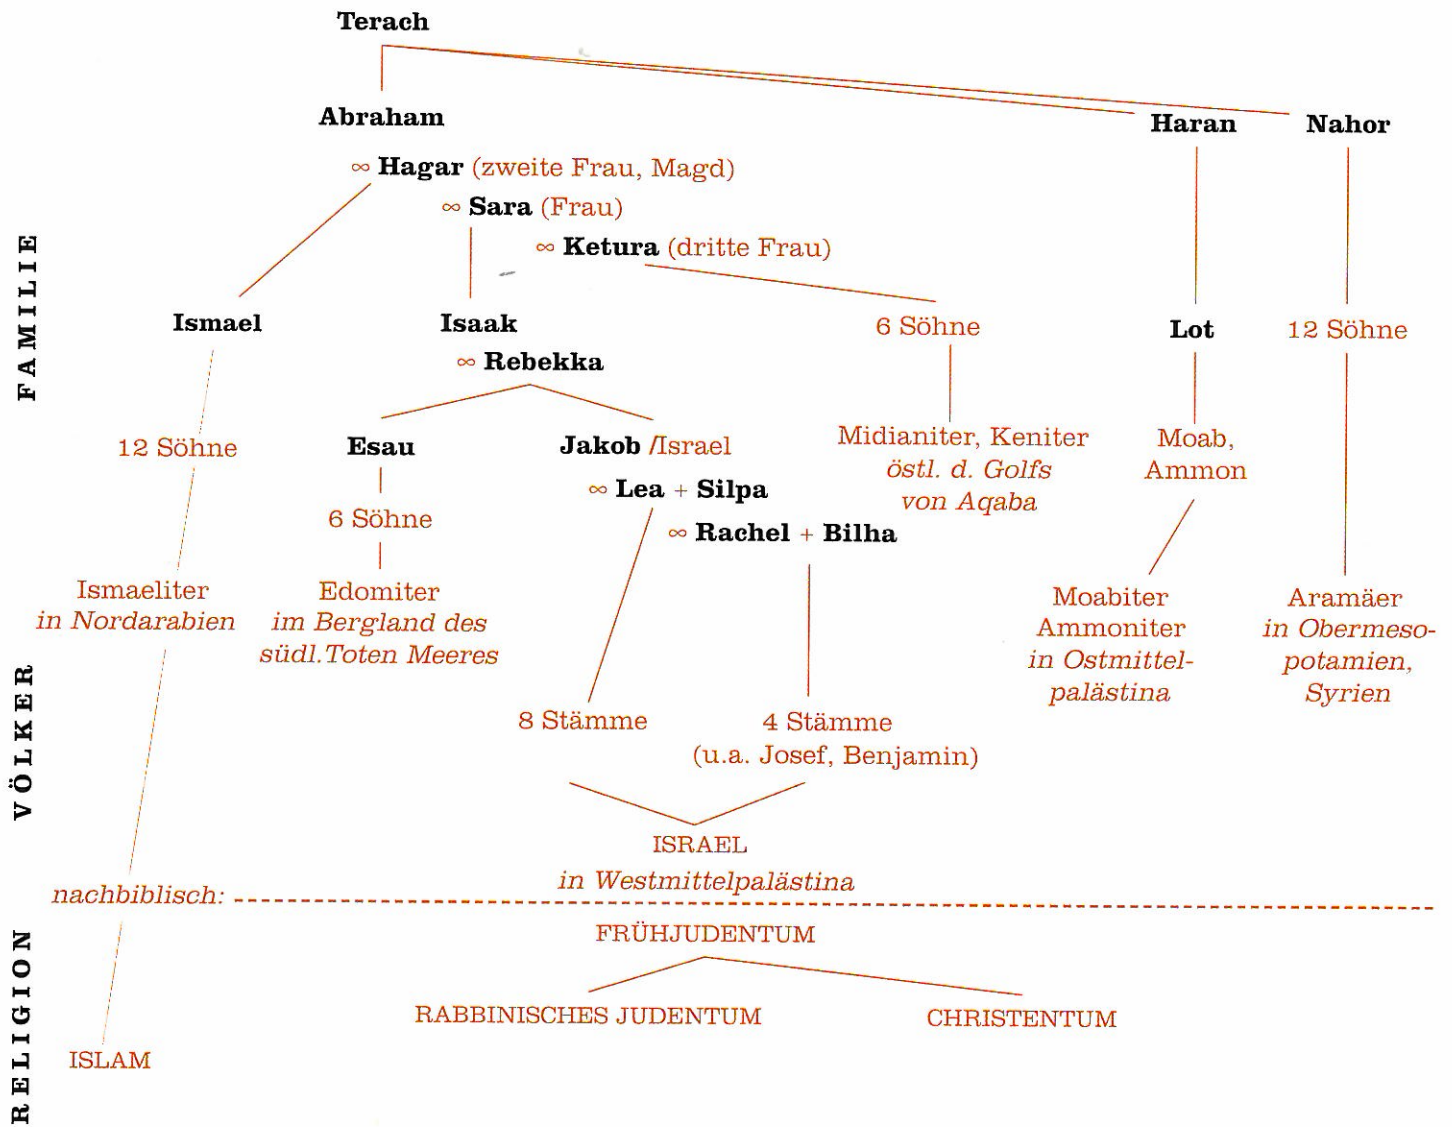 Terach
Abraham
Haran
Nahor
∞ Hagar (zweite Frau, Magd)
∞ Sara (Frau)
∞ Ketura (dritte Frau)
FAMILIE
Ismael
Isaak
6 Söhne
Lot
12 Söhne
∞ Rebekka
12 Söhne
Esau
Jakob /Israel
Midianiter, Keniter
östl. d. Golfs
von Aqaba
Moab,
Ammon
∞ Lea + Silpa
6 Söhne
∞ Rachel + Bilha
Ismaeliter
in Nordarabien
Edomiter
im Bergland des
südl.Toten Meeres
Moabiter
Ammoniter
in Ostmittel-
palästina
Aramäer
in Obermeso-
potamien,
Syrien
VÖLKER
8 Stämme
4 Stämme
(u.a. Josef, Benjamin)
ISRAEL
in Westmittelpalästina
nachbiblisch:
RELIGION
FRÜHJUDENTUM
RABBINISCHES JUDENTUM
CHRISTENTUM
ISLAM